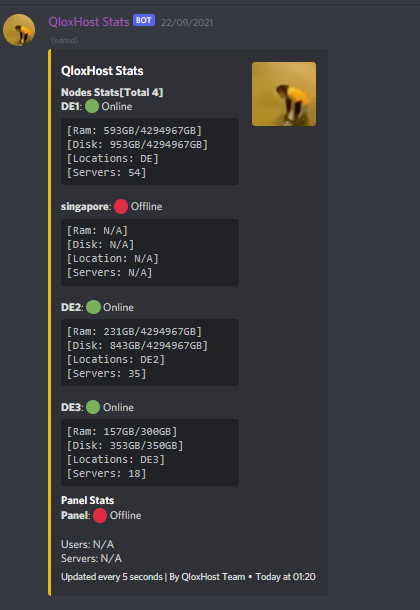 QloxHost Stats BOT 22/09/2021
(edited)
QloxHost Stats
Nodes Stats[Total 4]
DE1: Online
[Ram: 593GB/4294967GB]
[Disk: 953GB/4294967GB]
[Locations: DE]
[Servers: 54]
singapore: Offline
[Ram: N/A]
[Disk: N/A]
[Location: N/A]
[Servers: N/A]
DE2: Online
[Ram: 231GB/4294967GB]
[Disk: 843GB/4294967GB]
[Locations: DE2]
[Servers: 35]
DE3: Online
[Ram: 157GB/300GB]
[Disk: 353GB/350GB]
[Locations: DE3]
[Servers: 18]
Panel Stats
Panel: Offline
Users: N/A
Servers: N/A
Updated every 5 seconds | By QloxHost Team • Today at 01:20